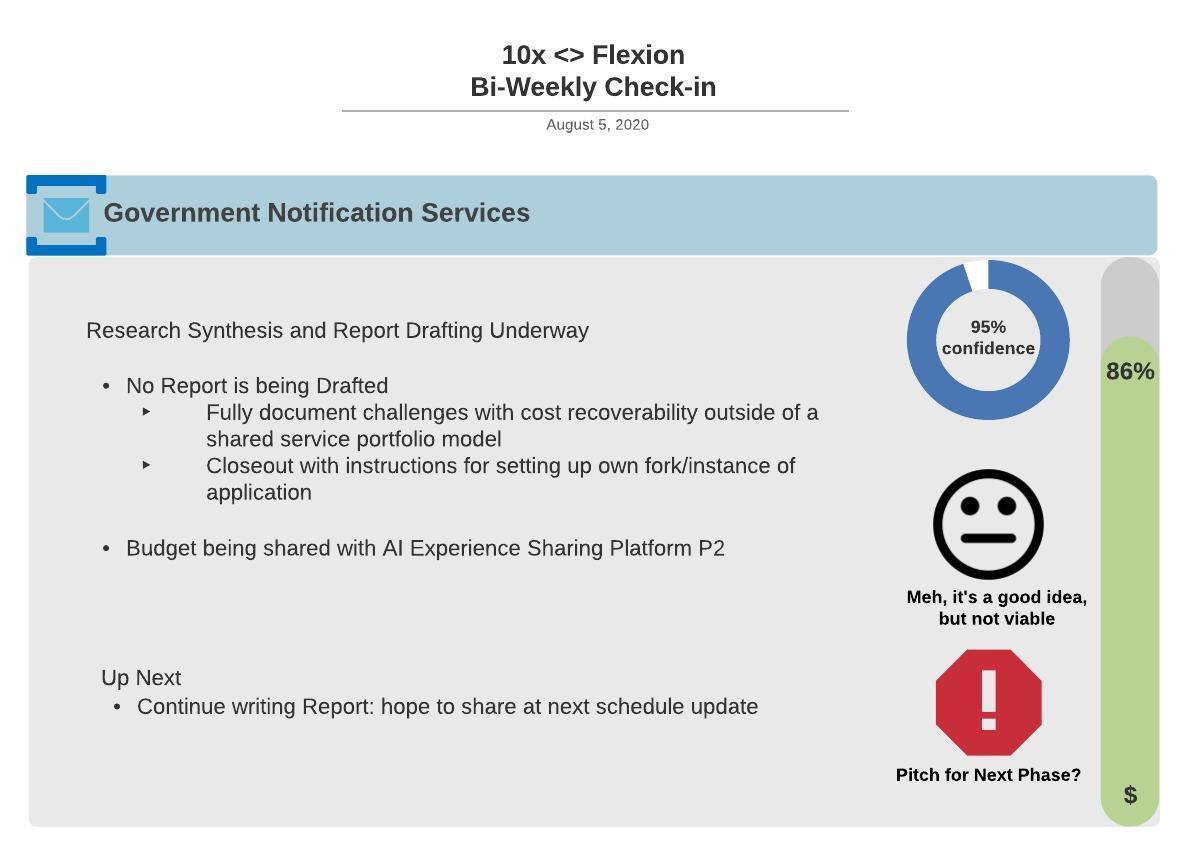 10x <> Flexion
Bi-Weekly Check-in
August 5, 2020
Government Notification Services
Research Synthesis and Report Drafting Underway
• No Report is being Drafted
‣ Fully document challenges with cost recoverability outside of a
shared service portfolio model
‣ Closeout with instructions for setting up own fork/instance of
application
• Budget being shared with AI Experience Sharing Platform P2
Up Next
• Continue writing Report: hope to share at next schedule update
95%
confidence
Meh, it's a good idea,
but not viable
!
Pitch for Next Phase?
86%
$